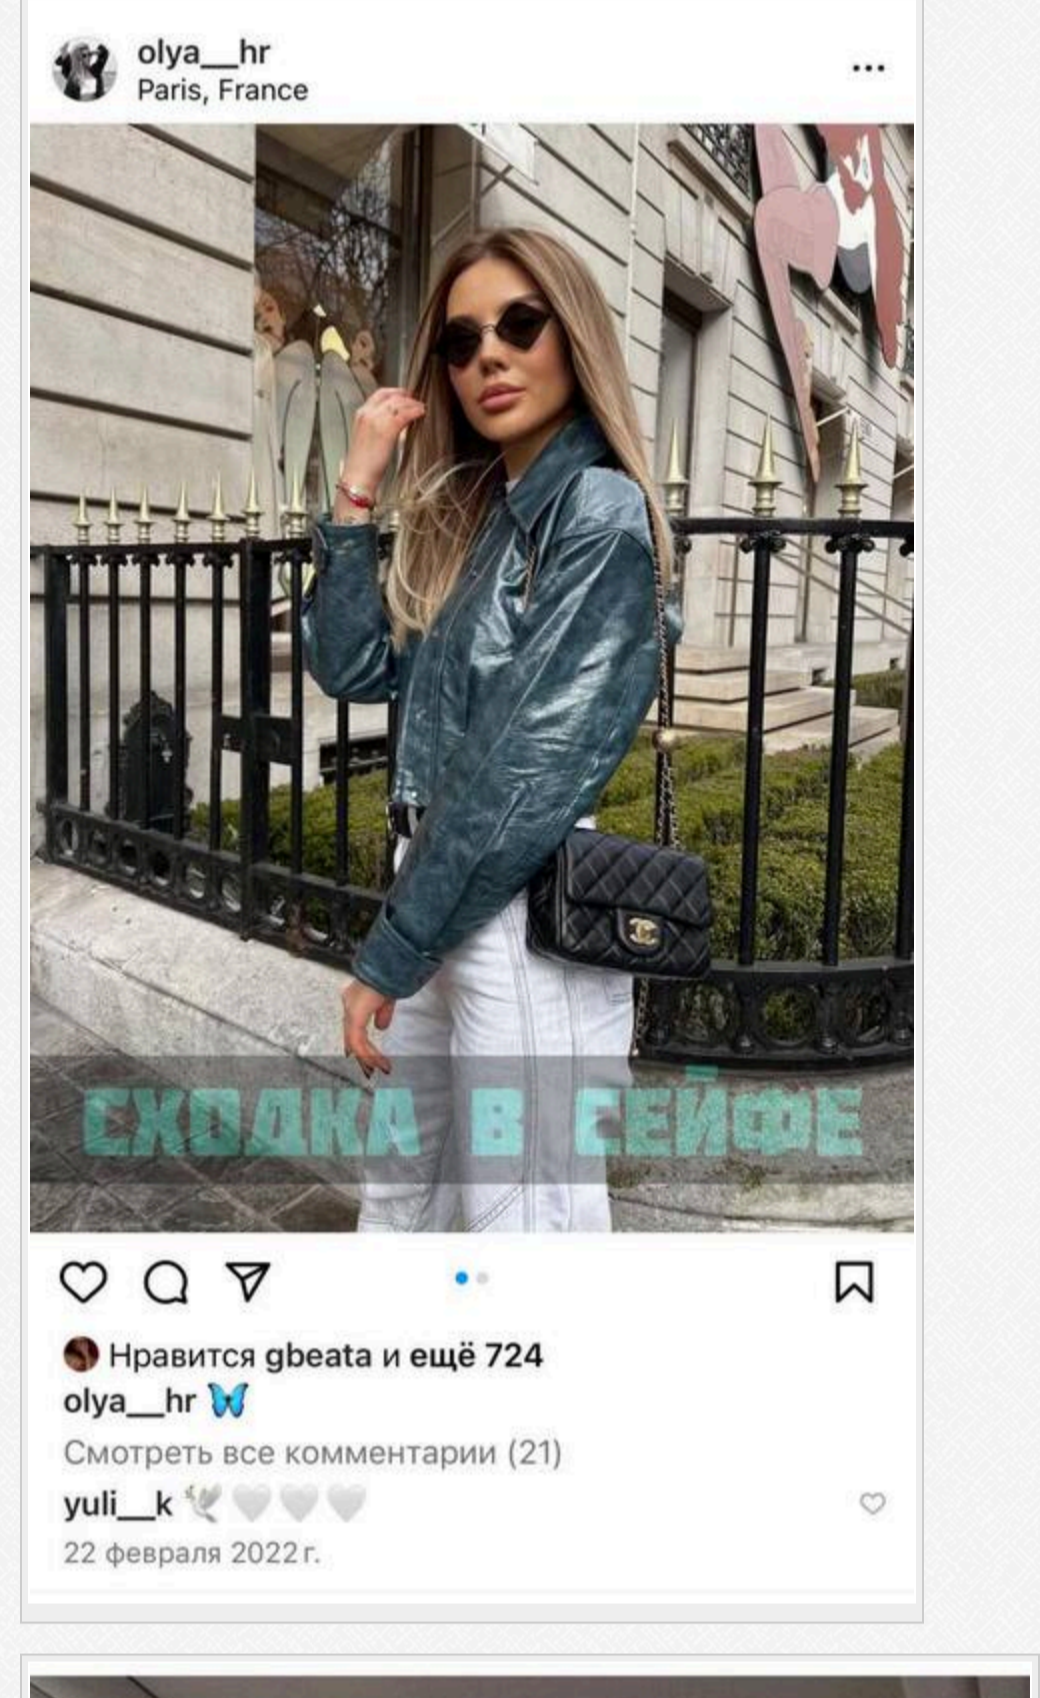 olya__hr
Paris, France
СХОДКА В СЕЙФЕ
Нравится gbeata и ещё 724
olya__hr 🦋
Смотреть все комментарии (21)
yuli__k 🕊🤍🤍🤍
22 февраля 2022 г.